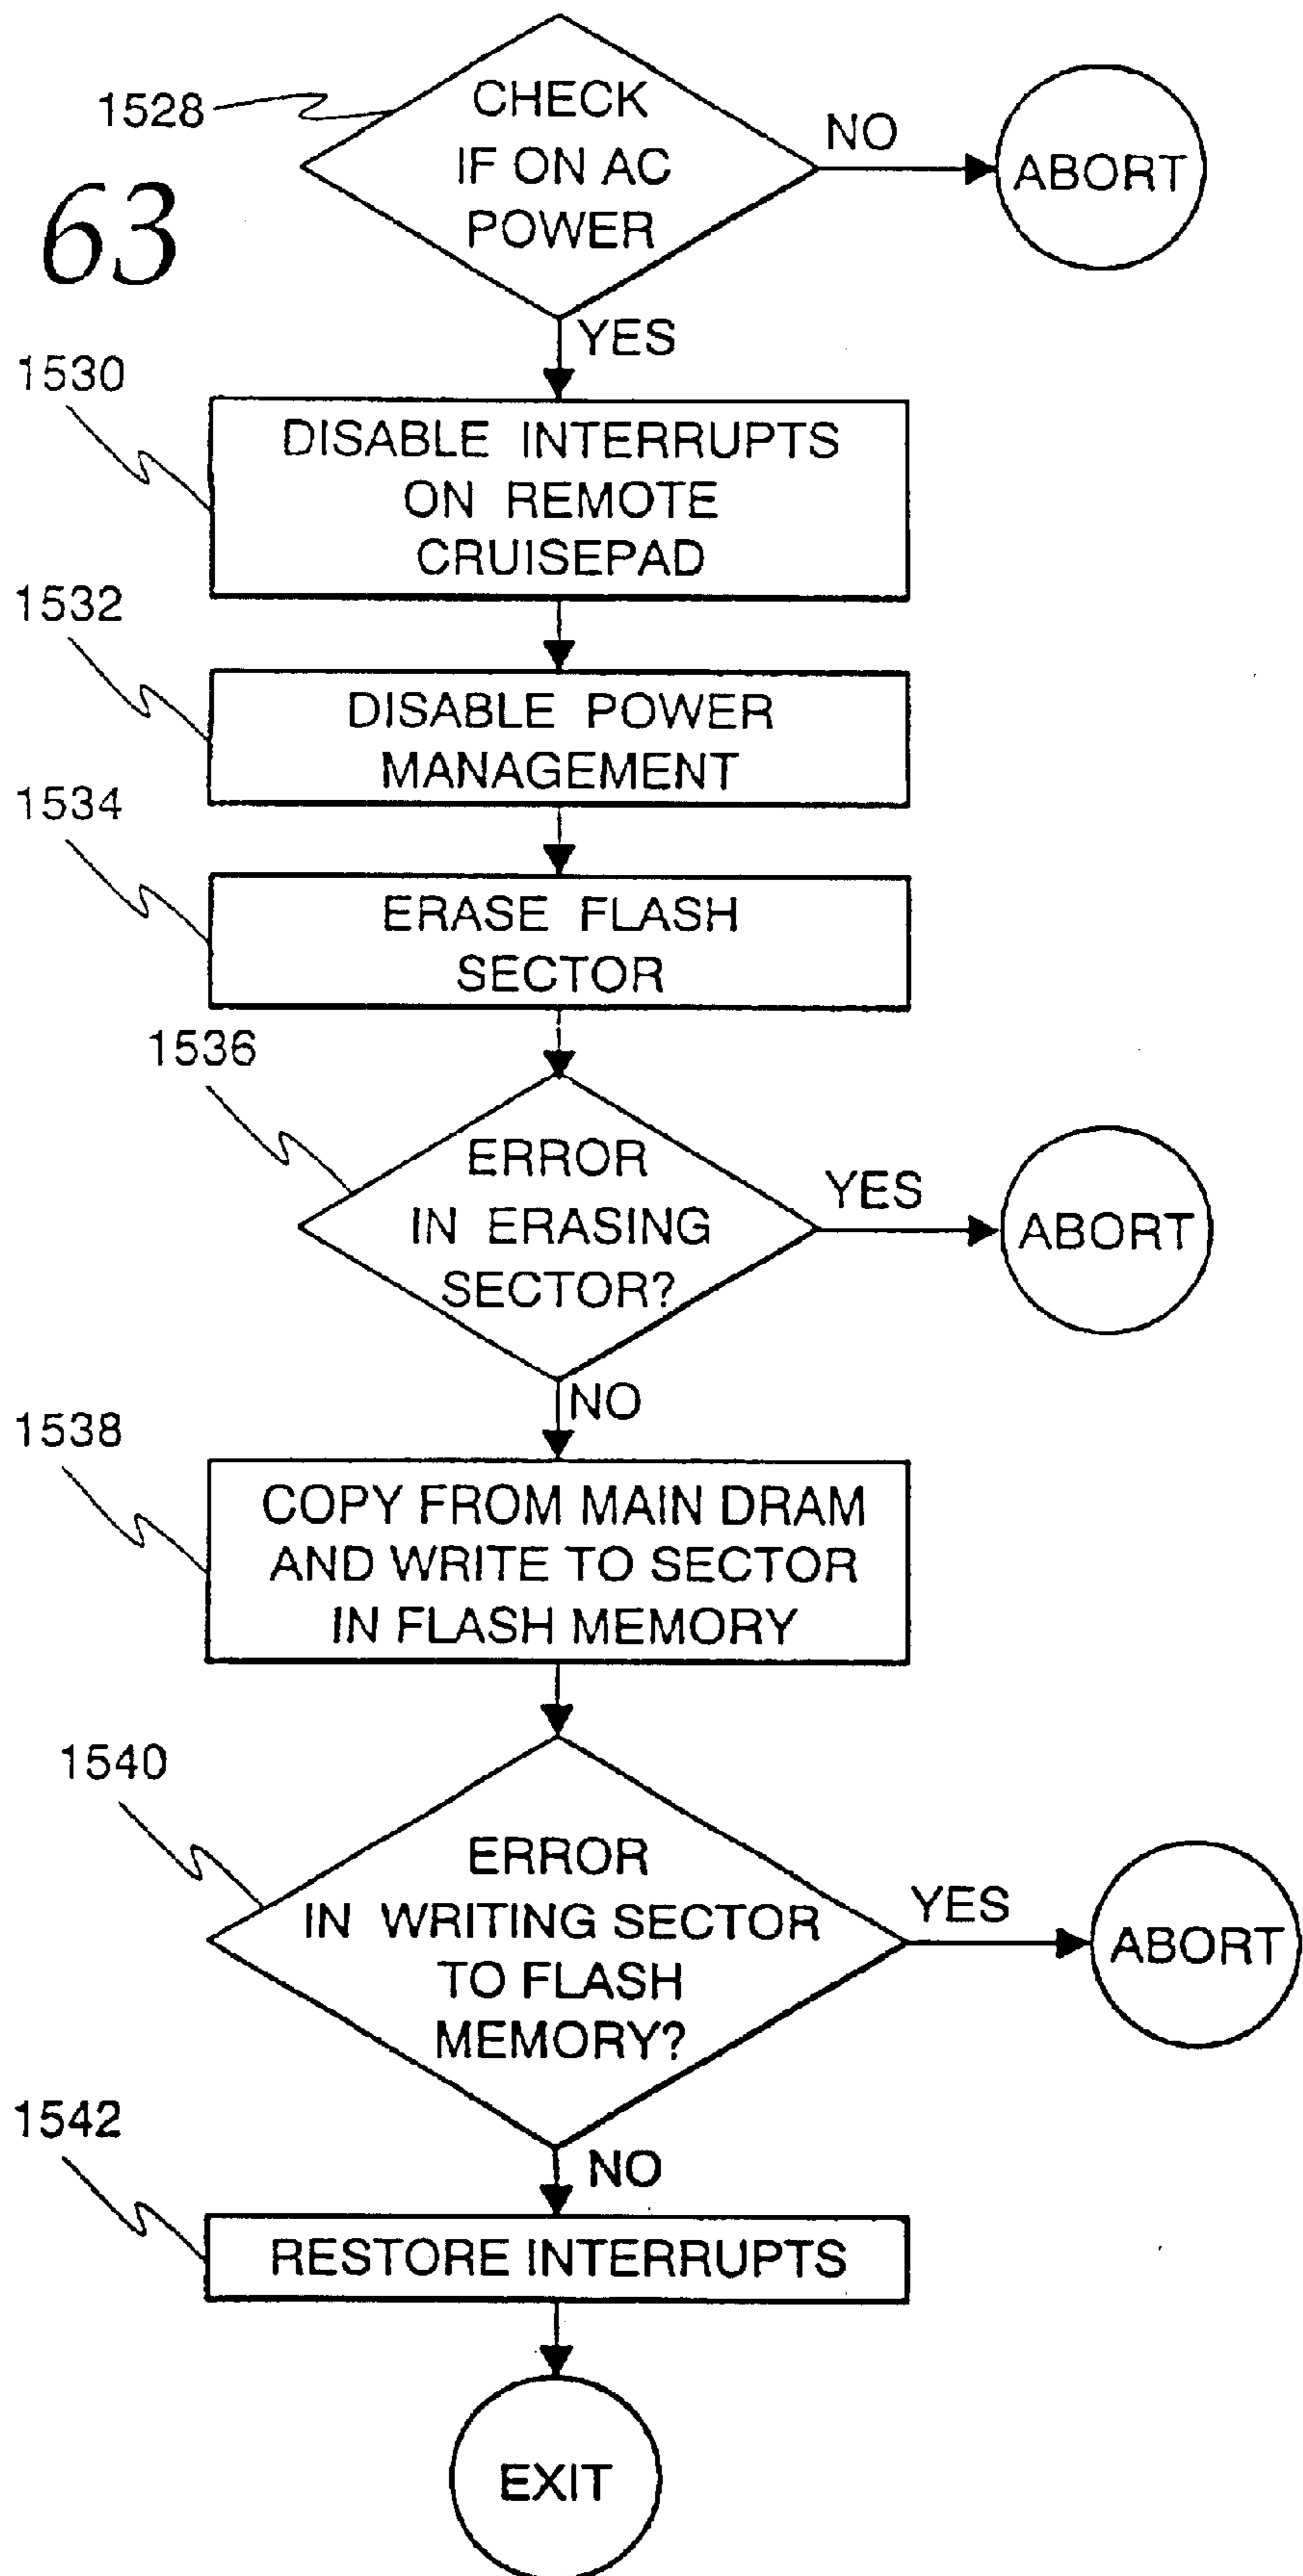 1528
CHECK
IF ON AC
POWER
NO
ABORT
63
YES
1530
DISABLE INTERRUPTS
ON REMOTE
CRUISEPAD
1532
DISABLE POWER
MANAGEMENT
1534
ERASE FLASH
SECTOR
1536
ERROR
IN ERASING
SECTOR?
YES
ABORT
NO
1538
COPY FROM MAIN DRAM
AND WRITE TO SECTOR
IN FLASH MEMORY
1540
ERROR
IN WRITING SECTOR
TO FLASH
MEMORY?
YES
ABORT
NO
1542
RESTORE INTERRUPTS
EXIT